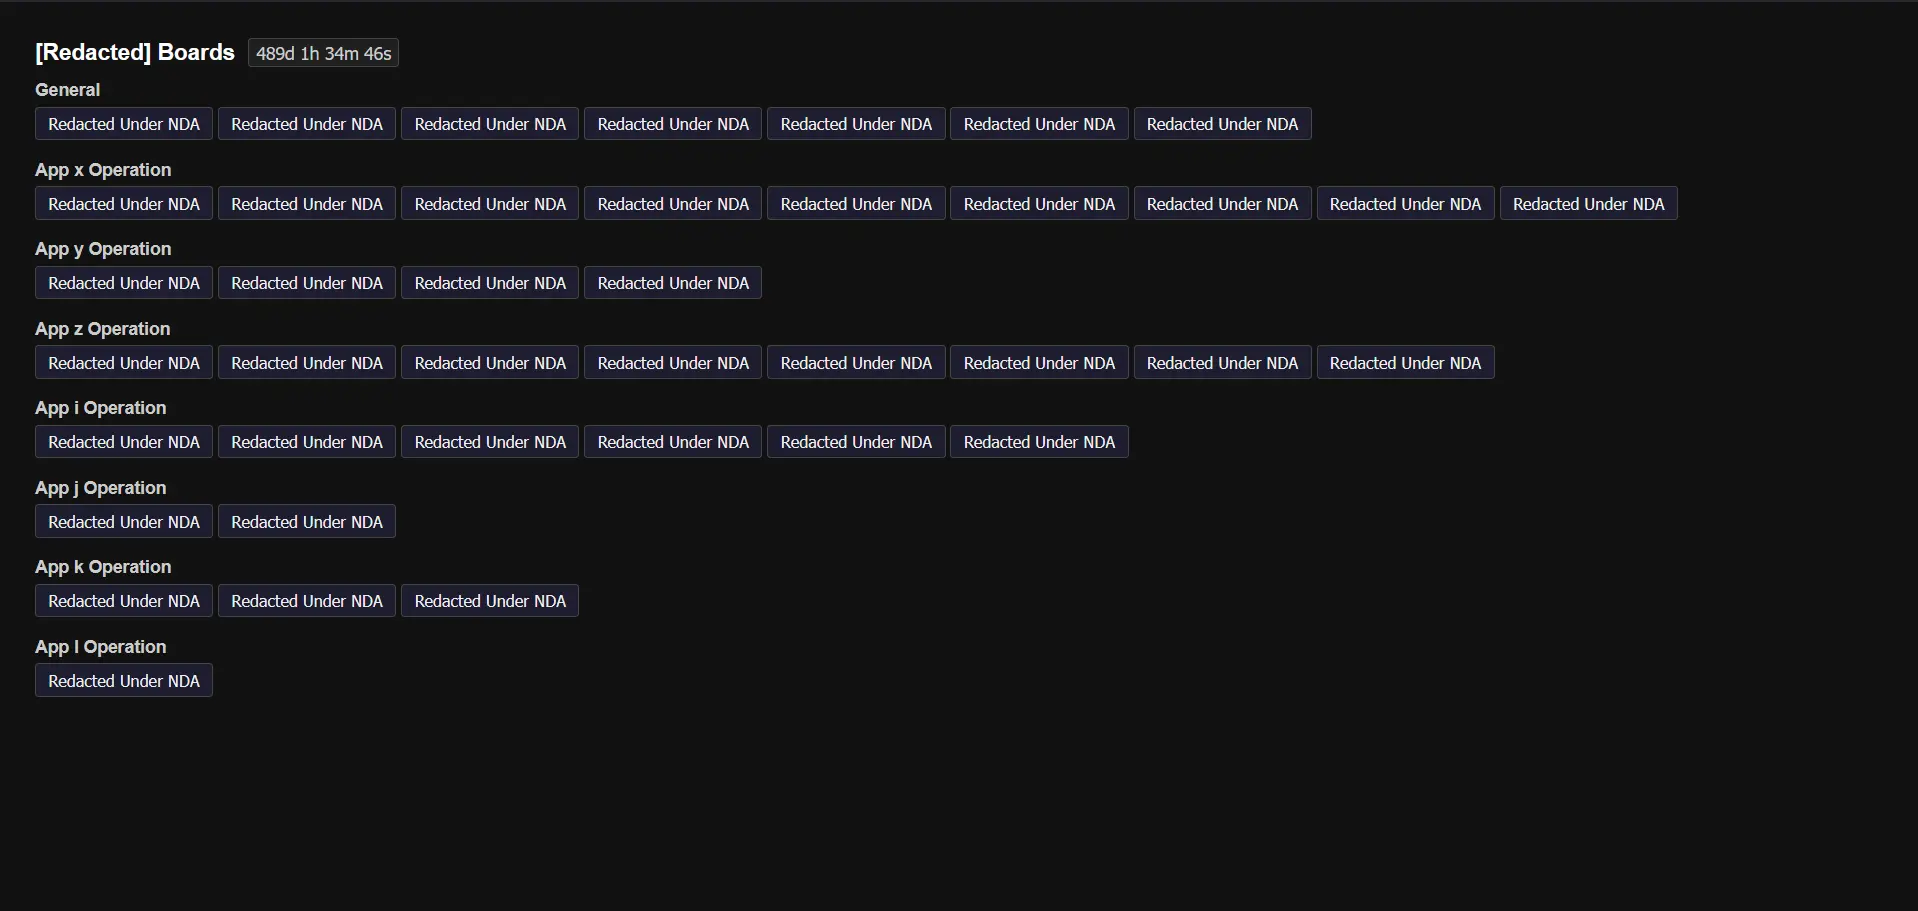 [Redacted] Boards 489d 1h 34m 46s
General
Redacted Under NDA Redacted Under NDA Redacted Under NDA Redacted Under NDA Redacted Under NDA Redacted Under NDA Redacted Under NDA
App x Operation
Redacted Under NDA Redacted Under NDA Redacted Under NDA Redacted Under NDA Redacted Under NDA Redacted Under NDA Redacted Under NDA Redacted Under NDA Redacted Under NDA
App y Operation
Redacted Under NDA Redacted Under NDA Redacted Under NDA Redacted Under NDA
App z Operation
Redacted Under NDA Redacted Under NDA Redacted Under NDA Redacted Under NDA Redacted Under NDA Redacted Under NDA Redacted Under NDA Redacted Under NDA
App i Operation
Redacted Under NDA Redacted Under NDA Redacted Under NDA Redacted Under NDA Redacted Under NDA Redacted Under NDA
App j Operation
Redacted Under NDA Redacted Under NDA
App k Operation
Redacted Under NDA Redacted Under NDA Redacted Under NDA
App l Operation
Redacted Under NDA